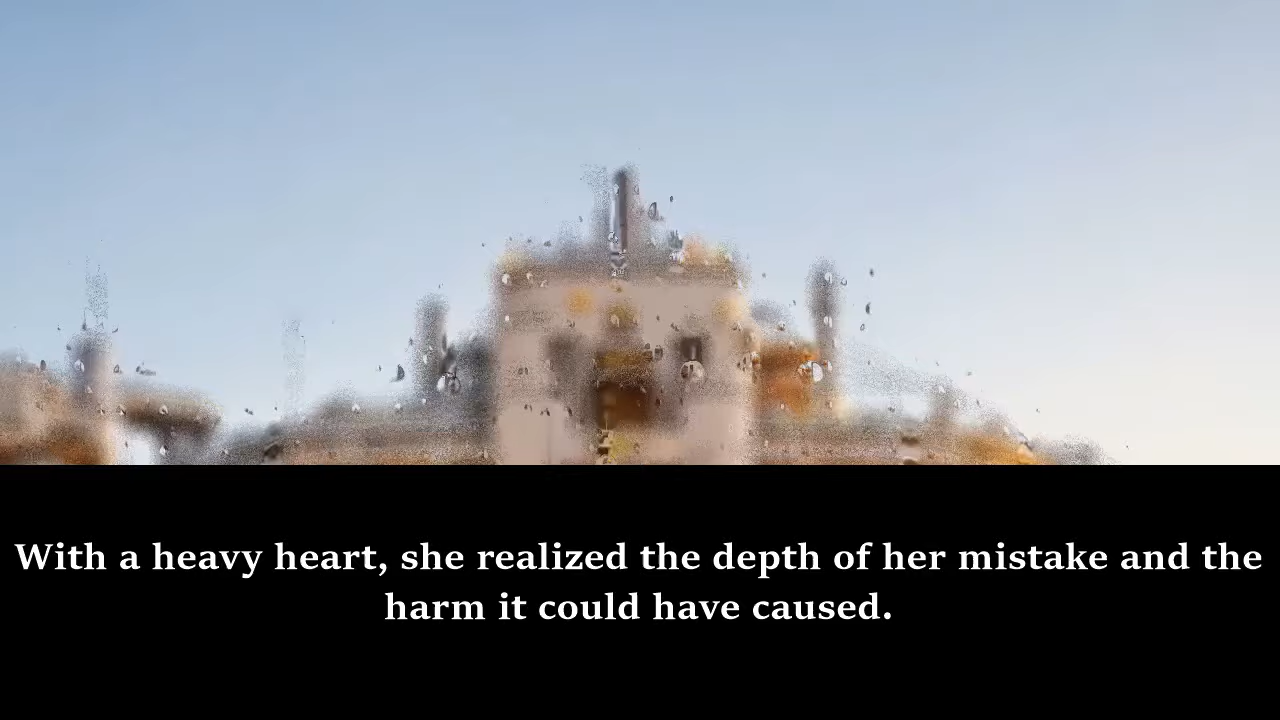 With a heavy heart, she realized the depth of her mistake and the
harm it could have caused.